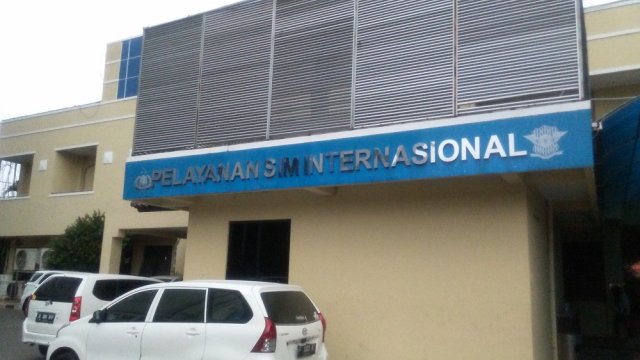 PELAYANAN SIM INTERNASiONAL